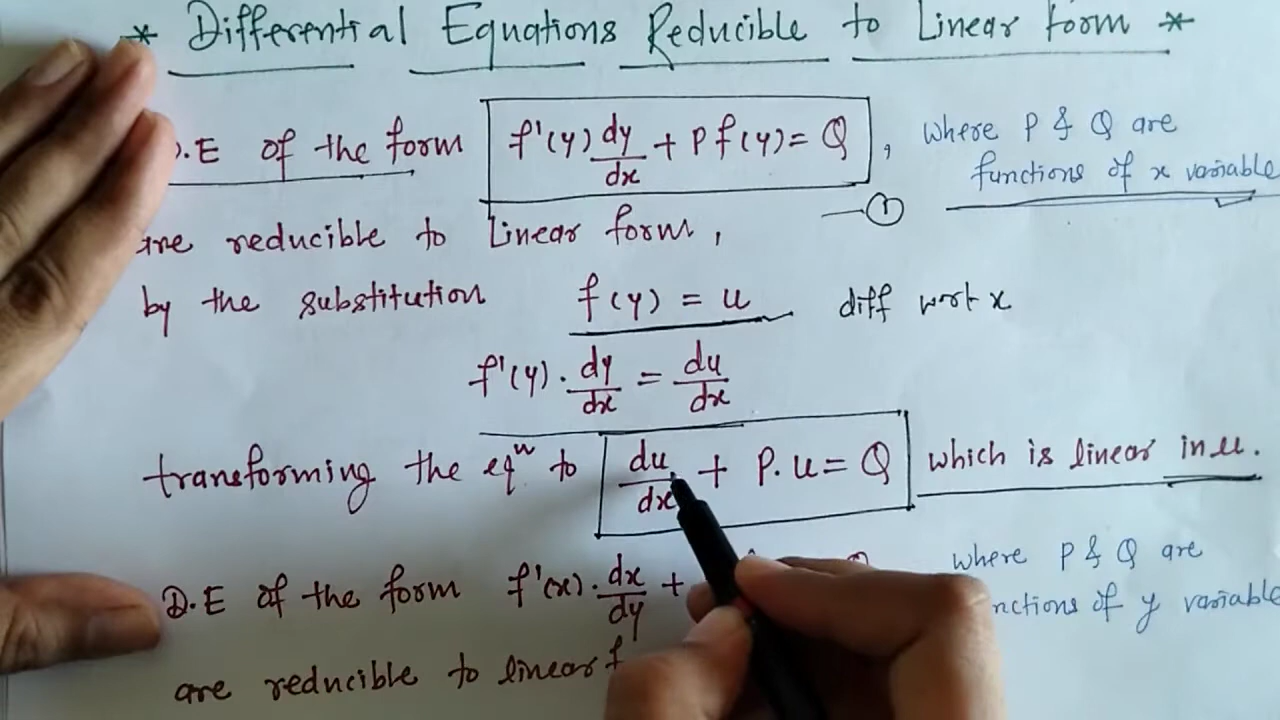 * Differential Equations Reducible to Linear form *
D.E of the form f'(y) dy/dx + P f(y) = Q, where P & Q are
functions of x variable
are reducible to Linear form, —①
by the substitution f(y) = u diff w.r.t x
f'(y) . dy/dx = du/dx
transforming the eqn to du/dx + P.u = Q which is linear in u.
D.E of the form f'(x) . dx/dy + where P & Q are
of y variable
are reducible to linear